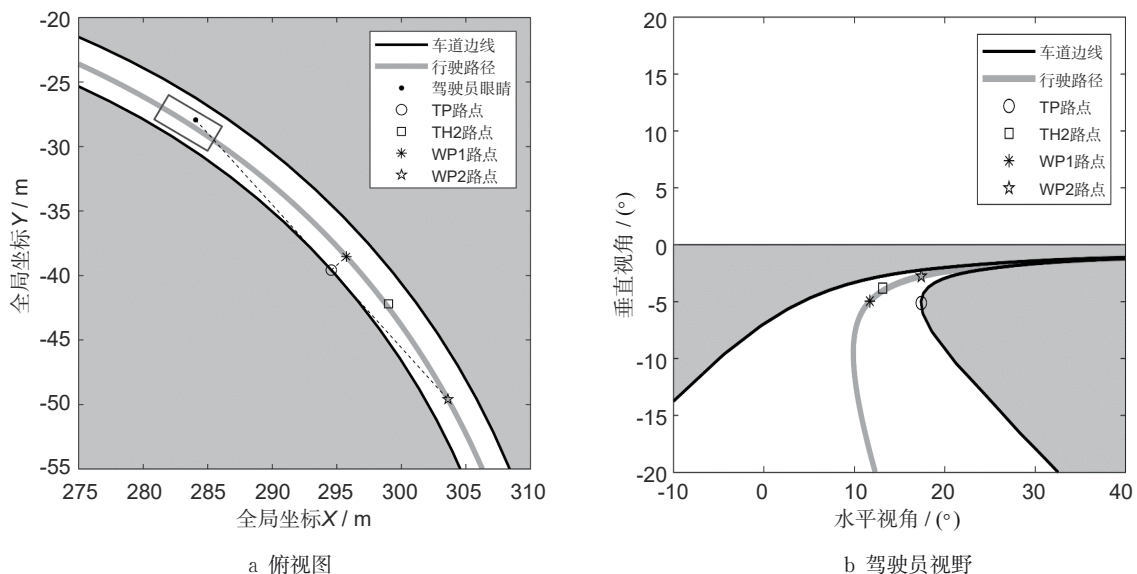 -20
-25
-30
-35
-40
-45
-50
-55
275
280
285
290
295
300
305
310
全局坐标Y / m
全局坐标X / m
车道边线
行驶路径
驾驶员眼睛
TP路点
TH2路点
WP1路点
WP2路点
a 俯视图
20
15
10
5
0
-5
-10
-15
-20
-10
0
10
20
30
40
垂直视角 / (°)
水平视角 / (°)
车道边线
行驶路径
TP路点
TH2路点
WP1路点
WP2路点
b 驾驶员视野